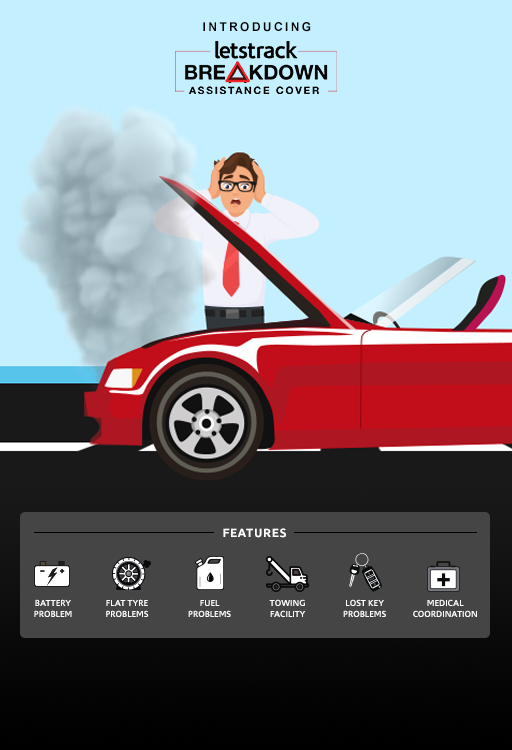 INTRODUCING
letstrack
BREAKDOWN
ASSISTANCE COVER
FEATURES
BATTERY
PROBLEM
FLAT TYRE
PROBLEMS
FUEL
PROBLEMS
TOWING
FACILITY
LOST KEY
PROBLEMS
MEDICAL
COORDINATION